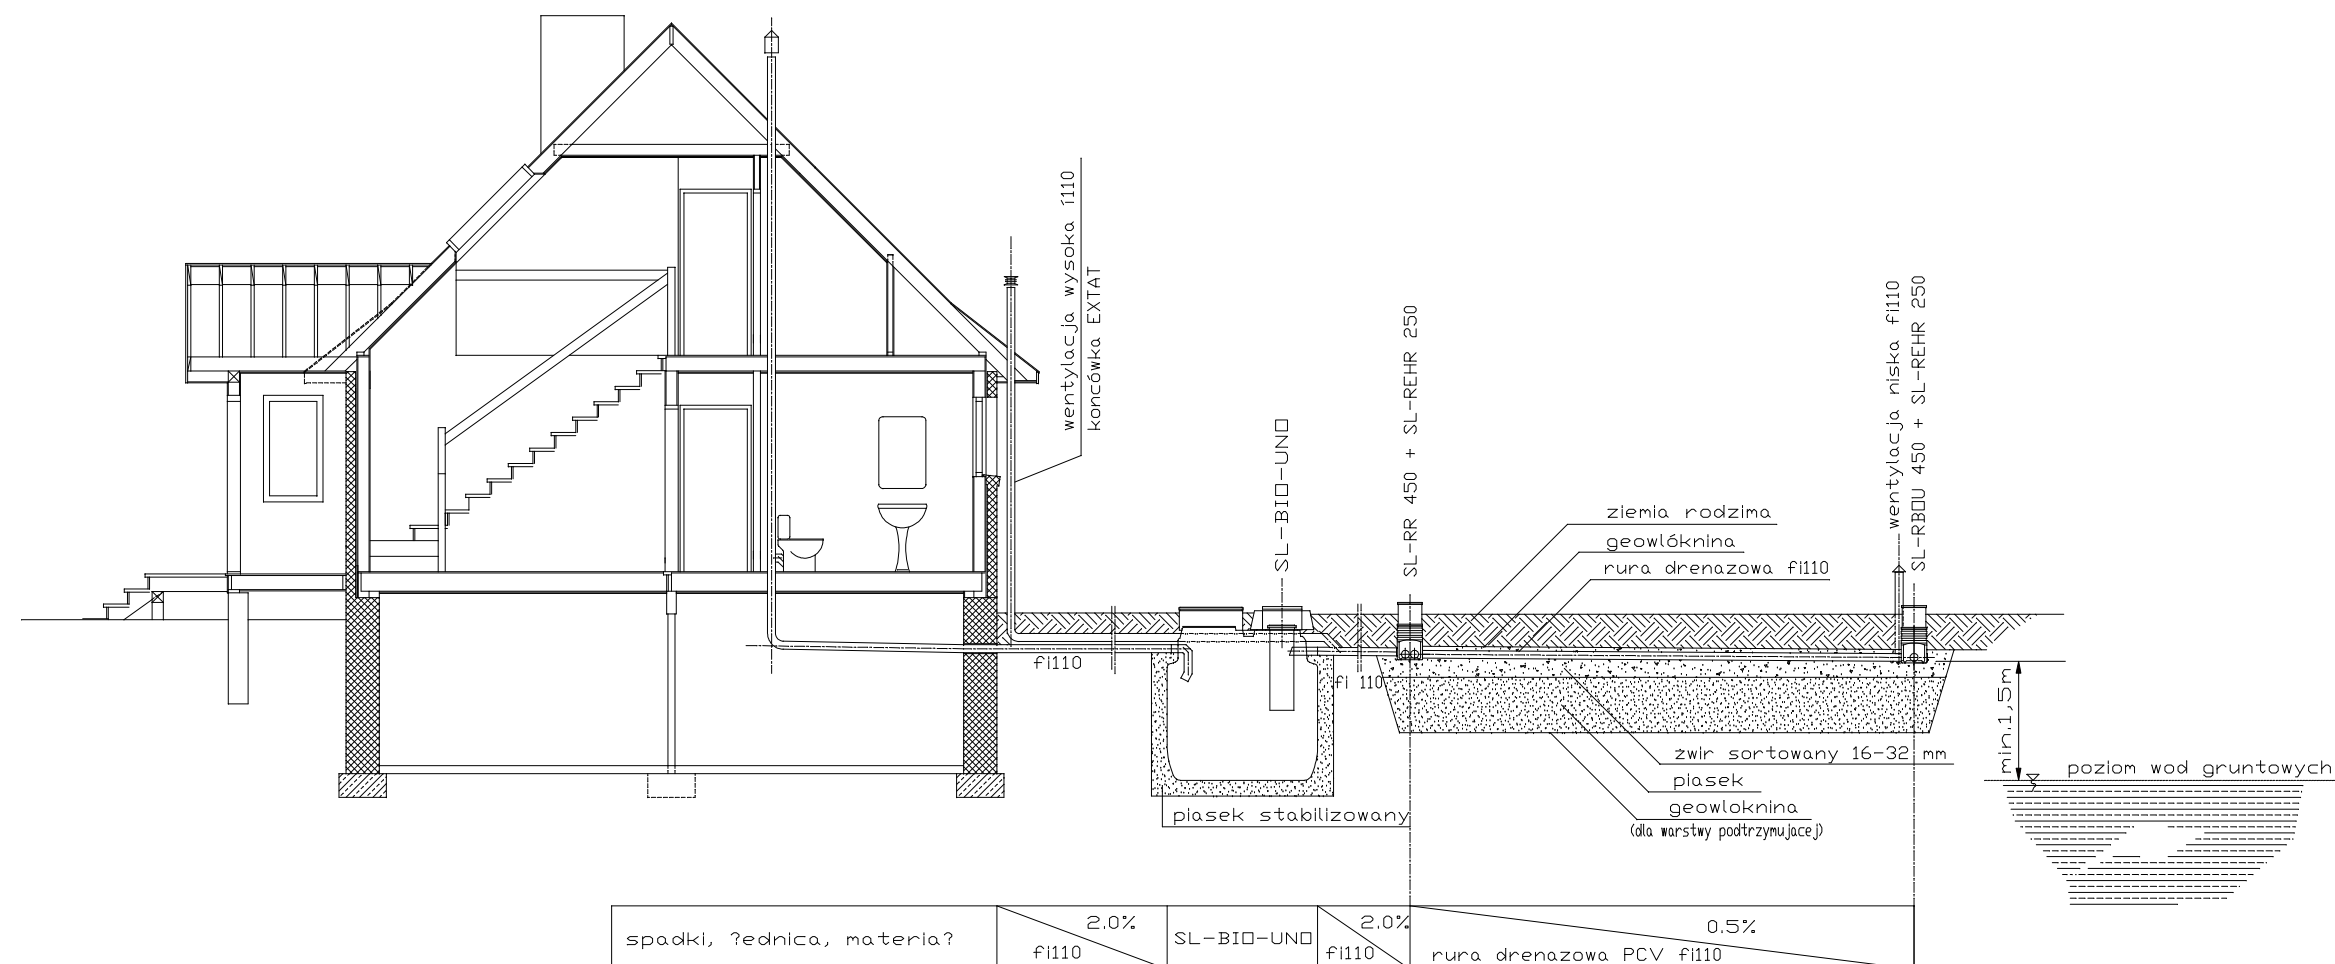 wentylacja wysoka fi110
koncówka EXTAT
SL-BIO-UNO
SL-RR 450 + SL-REHR 250
wentylacja niska fi110
SL-RBOU 450 + SL-REHR 250
ziemia rodzima
geowlóknina
rura drenazowa fi110
fi110
fi 110
min.1,5m
zwir sortowany 16-32 mm
piasek
geowloknina
(dla warstwy podtrzymujacej)
poziom wod gruntowych
piasek stabilizowany
spadki, ?ednica, materia?
2.0%
fi110
SL-BIO-UNO
2.0%
fi110
0.5%
rura drenazowa PCV fi110